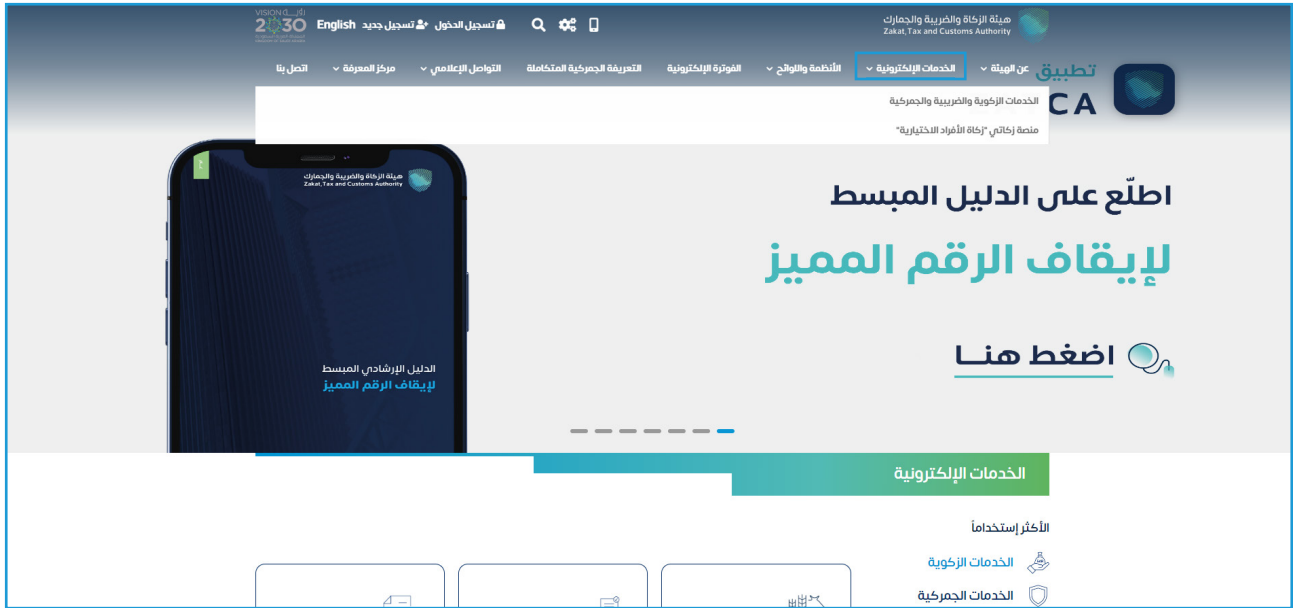 هيئة الزكاة والضريبة والجمارك
Zakat, Tax and Customs Authority
تسجيل الدخول
تسجيل جديد
English
VISION رؤية
2030
عن الهيئة
الخدمات الإلكترونية
الأنظمة واللوائح
الفوترة الإلكترونية
التعريفة الجمركية المتكاملة
التواصل الإعلامي
مركز المعرفة
اتصل بنا
تطبيق
CA
الخدمات الزكوية والضريبية والجمركية
منصة زكاتي "زكاة الأفراد الاختيارية"
اطلّع على الدليل المبسط
لإيقاف الرقم المميز
اضغط هنــا
هيئة الزكاة والضريبة والجمارك
Zakat, Tax and Customs Authority
الدليل الإرشادي المبسط
لإيقاف الرقم المميز
الخدمات الإلكترونية
الأكثر إستخداماً
الخدمات الزكوية
الخدمات الجمركية